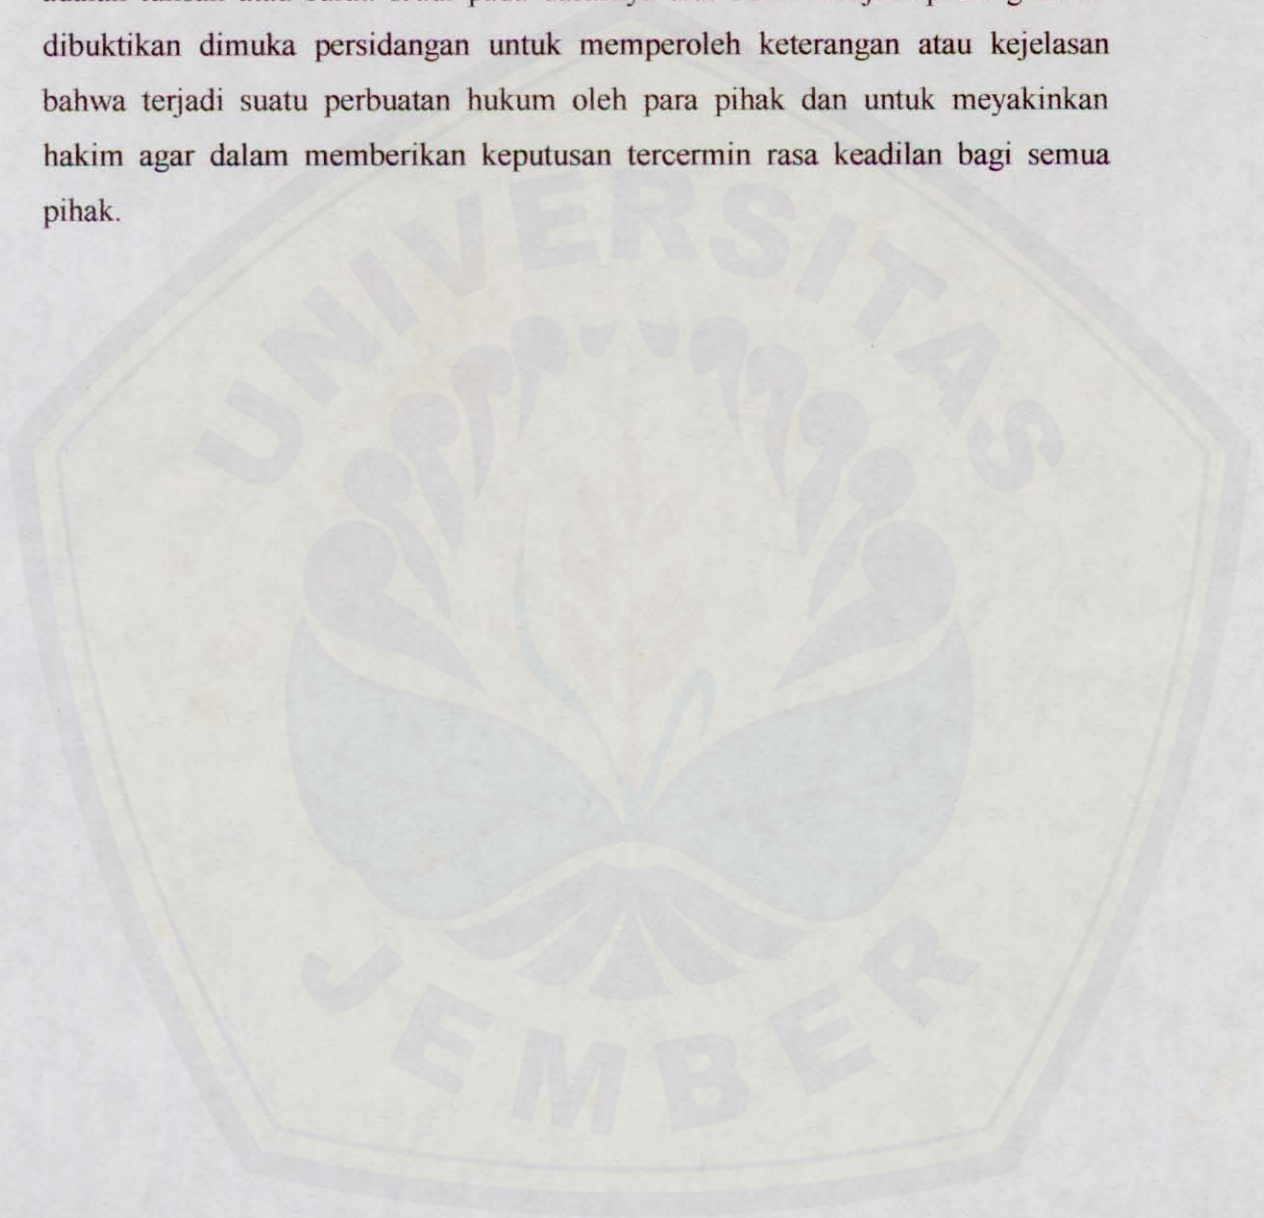 dibuktikan dimuka persidangan untuk memperoleh keterangan atau kejelasan
bahwa terjadi suatu perbuatan hukum oleh para pihak dan untuk meyakinkan
hakim agar dalam memberikan keputusan tercermin rasa keadilan bagi semua
pihak.
UNIVERSITAS
JEMBER